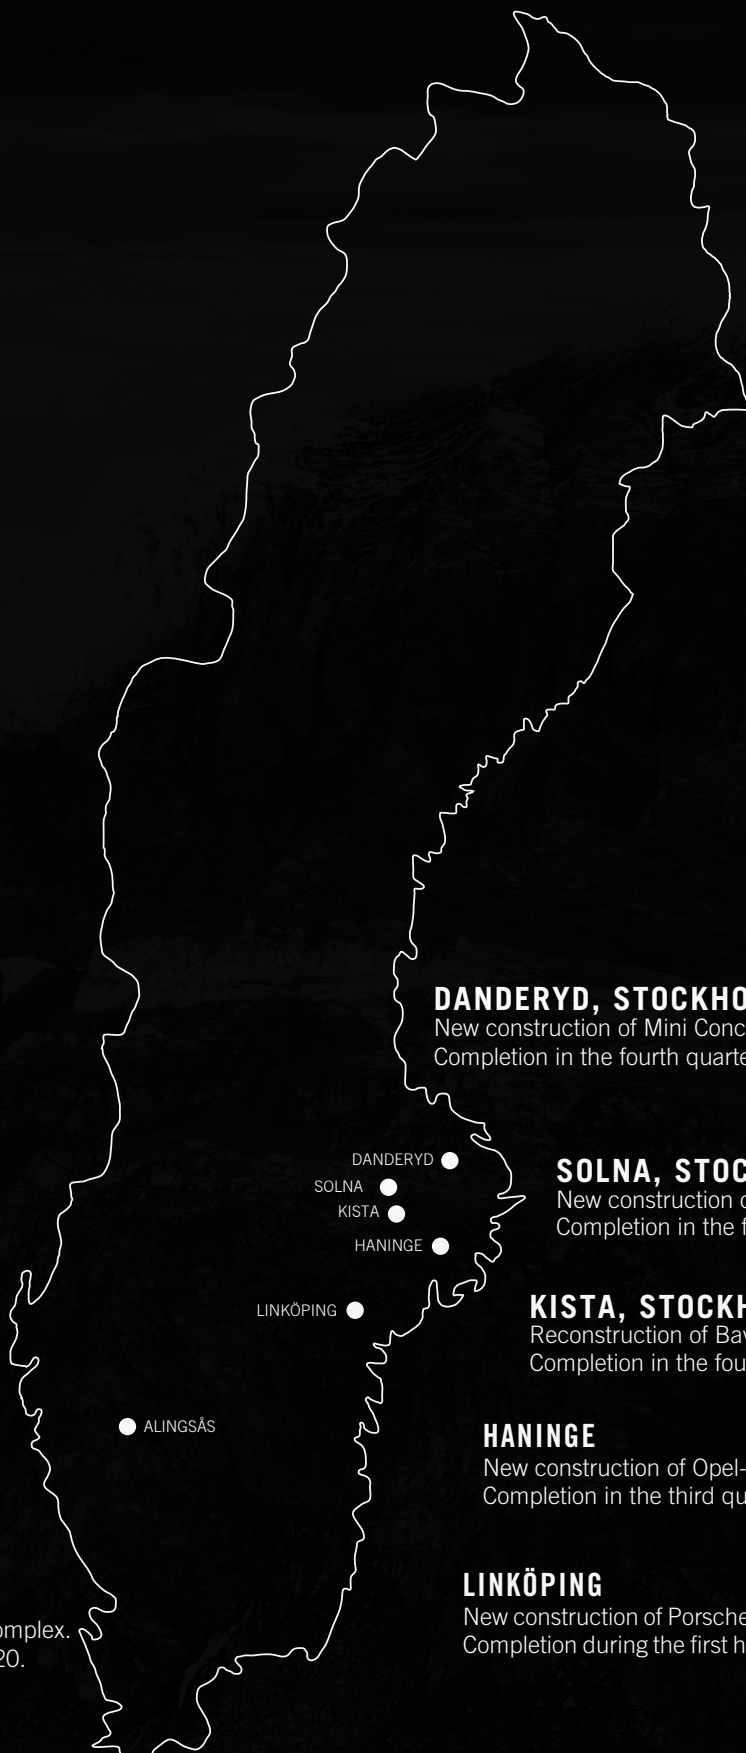 DANDERYD, STOCKHO
New construction of Mini Conc
Completion in the fourth quarte
DANDERYD
SOLNA
KISTA
HANINGE
LINKÖPING
ALINGSÅS
SOLNA, STOC
New construction
Completion in the f
KISTA, STOCKH
Reconstruction of Bav
Completion in the fou
HANINGE
New construction of Opel-
Completion in the third qu
LINKÖPING
New construction of Porsche
Completion during the first h
omplex.
20.